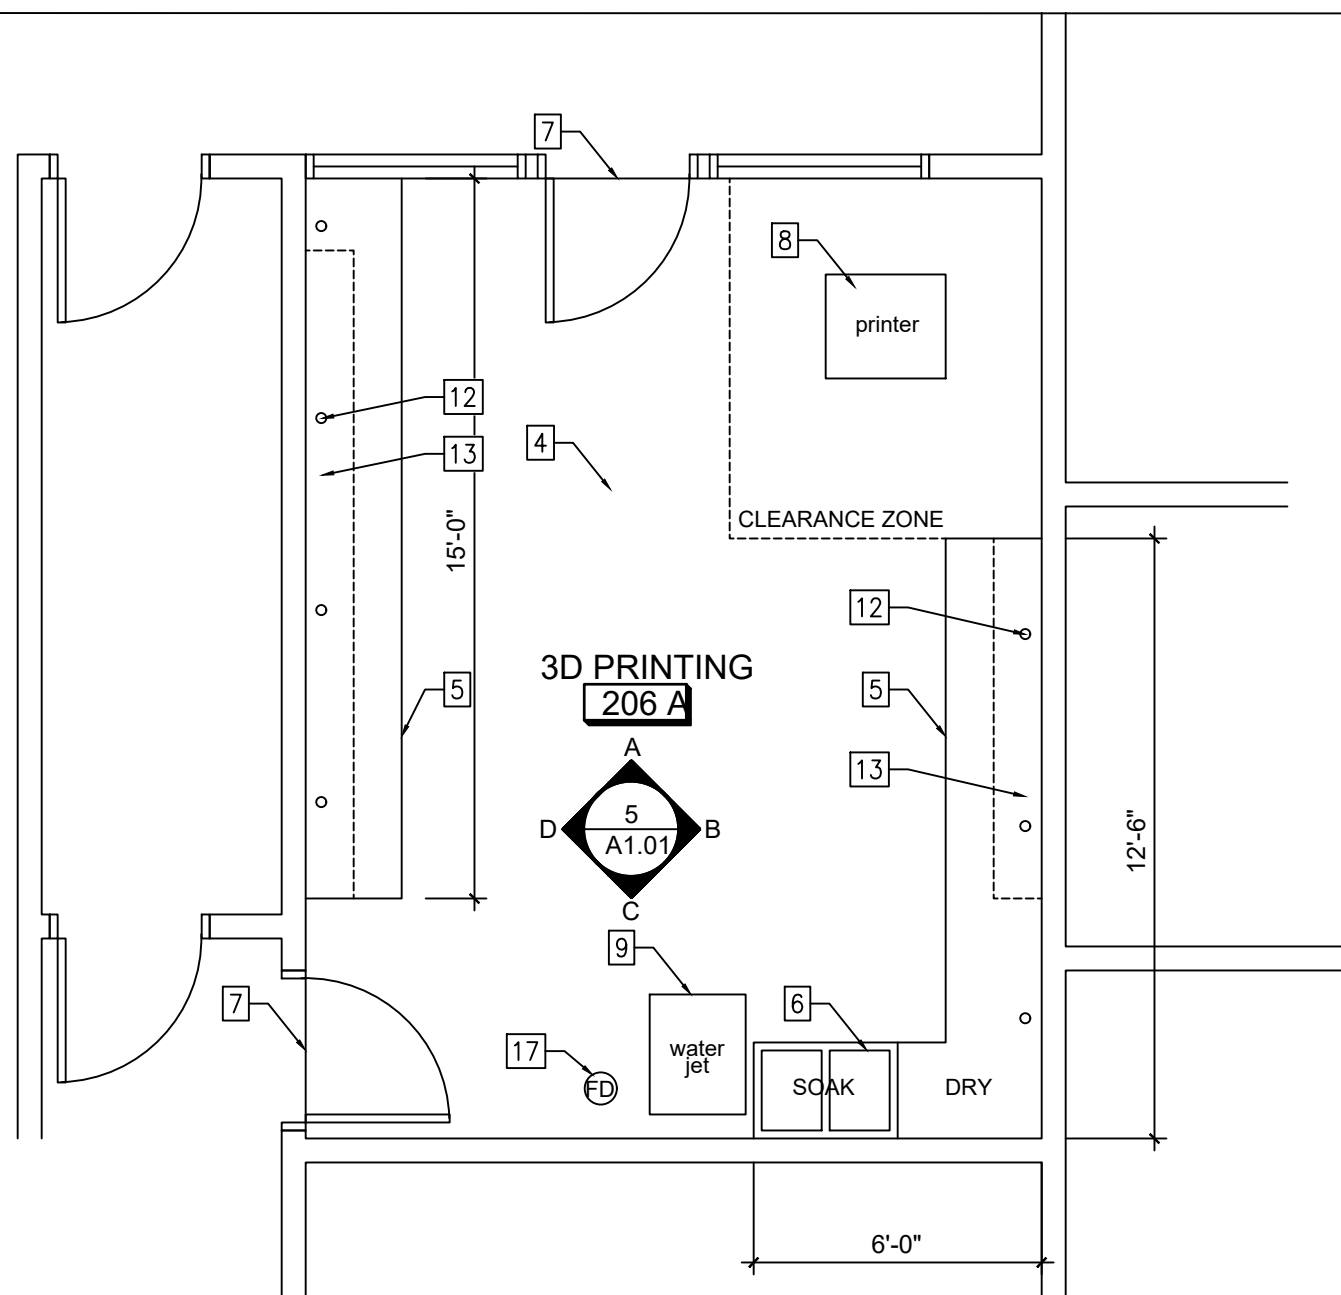 7
8
printer
12
4
13
CLEARANCE ZONE
15'-0"
12
3D PRINTING
206 A
5
5
A
13
5
D
B
A1.01
12'-6"
C
9
7
6
17
water
jet
FD
SOAK
DRY
6'-0"